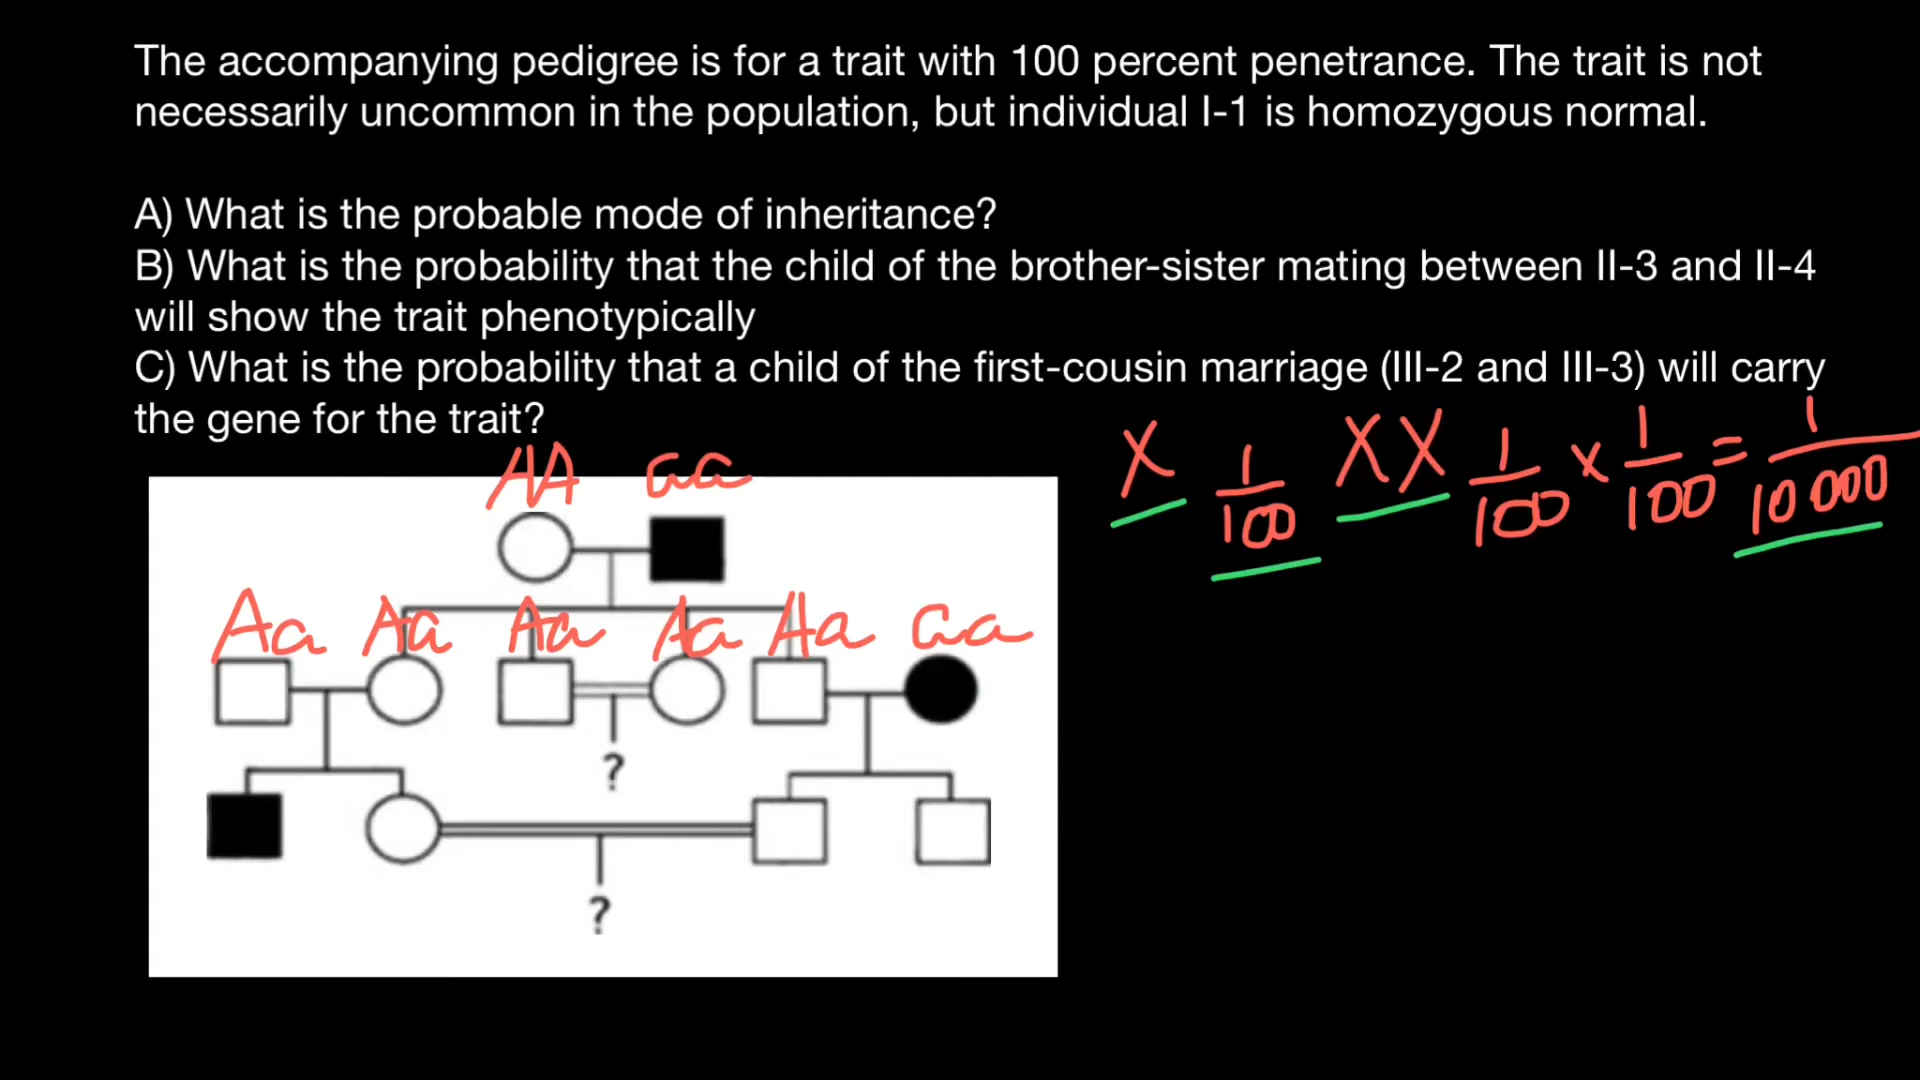 The accompanying pedigree is for a trait with 100 percent penetrance. The trait is not
necessarily uncommon in the population, but individual I-1 is homozygous normal.
A) What is the probable mode of inheritance?
B) What is the probability that the child of the brother-sister mating between II-3 and II-4
will show the trait phenotypically
C) What is the probability that a child of the first-cousin marriage (III-2 and III-3) will carry
the gene for the trait?
X 1/100 XX 1/100 x 1/100 = 1/10 000
AA aa
Aa Aa Aa Aa Aa aa
?
?